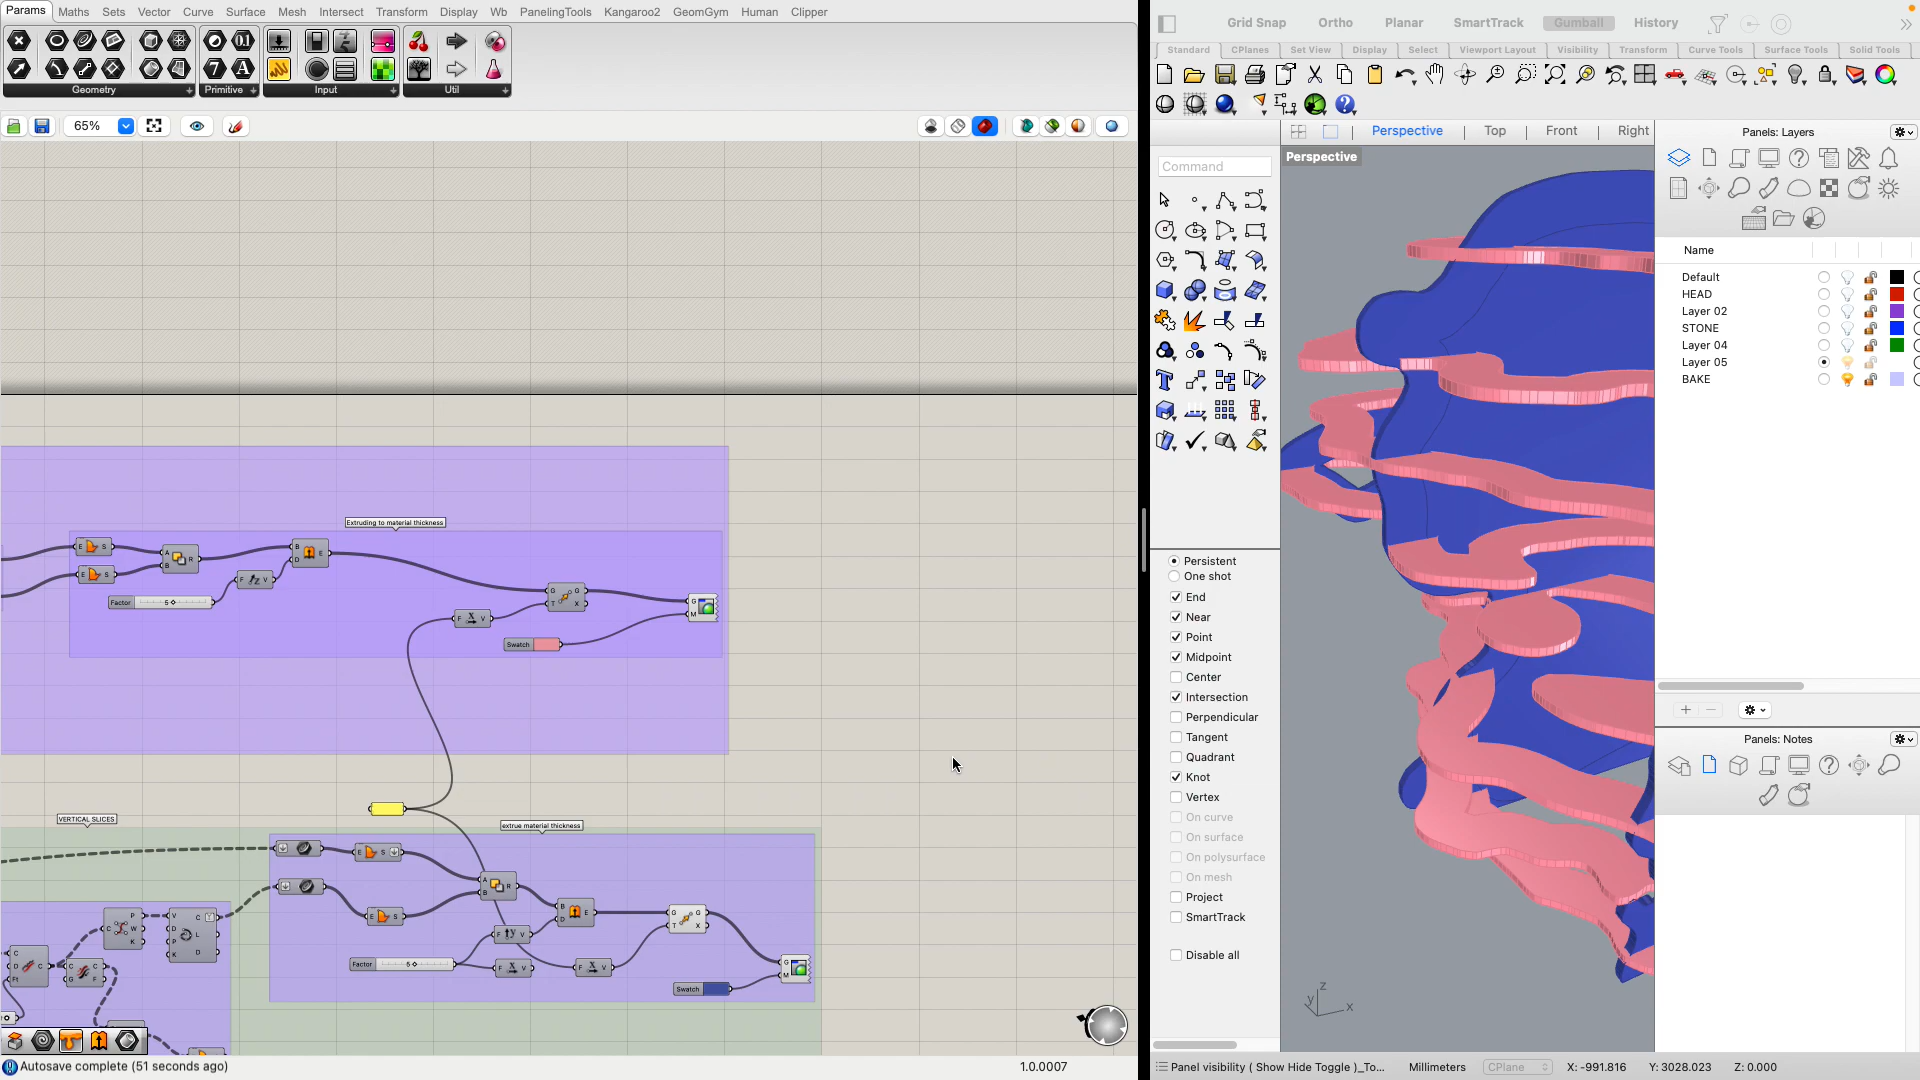 Params Maths Sets Vector Curve Surface Mesh Intersect Transform Display Wb PanelingTools Kangaroo2 GeomGym Human Clipper
Geometry Primitive Input Util
65%
Extruding to material thickness
E S
A B R
B D E
E S
F Z V
Factor 5
G T G X
F X V
G M
Swatch
VERTICAL SLICES
extrue material thickness
E S
A B R
E S
B D E
G T G X
F Y V
Factor 5
F X V
F X V
G M
Swatch
C P W K
V D P K C L D
C D Ft C
C G C F
Autosave complete (51 seconds ago)
1.0.0007
Grid Snap Ortho Planar SmartTrack Gumball History
Standard CPlanes Set View Display Select Viewport Layout Visibility Transform Curve Tools Surface Tools Solid Tools
Perspective Top Front Right
Perspective
Command
Persistent
One shot
End
Near
Point
Midpoint
Center
Intersection
Perpendicular
Tangent
Quadrant
Knot
Vertex
On curve
On surface
On polysurface
On mesh
Project
SmartTrack
Disable all
z
y
x
Panels: Layers
Name
Default
HEAD
Layer 02
STONE
Layer 04
Layer 05
BAKE
Panels: Notes
Panel visibility ( Show Hide Toggle )_To... Millimeters CPlane X: -991.816 Y: 3028.023 Z: 0.000